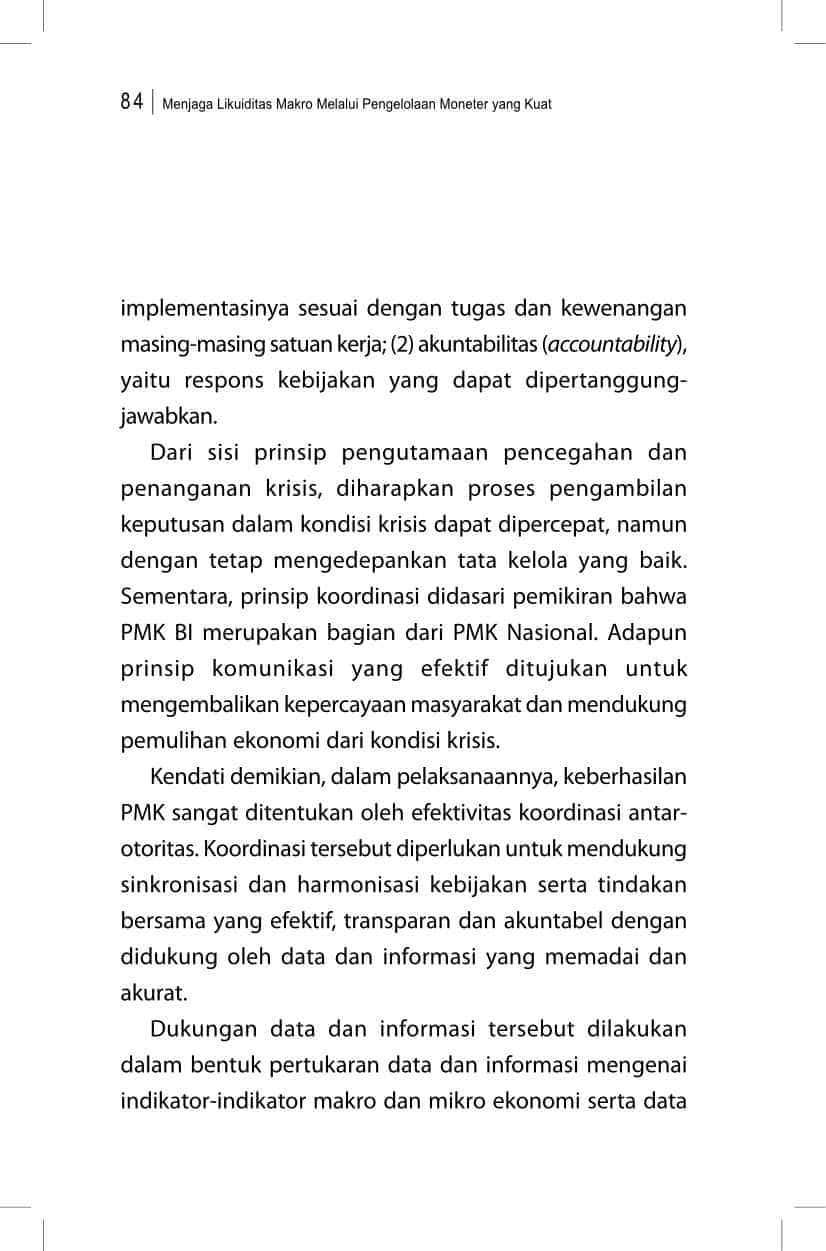 84 Menjaga Likuiditas Makro Melalui Pengelolaan Moneter yang Kuat
implementasinya sesuai dengan tugas dan kewenangan
masing-masing satuan kerja; (2) akuntabilitas (accountability),
yaitu respons kebijakan yang dapat dipertanggung-
jawabkan.
Dari sisi prinsip pengutamaan pencegahan dan
penanganan krisis, diharapkan proses pengambilan
keputusan dalam kondisi krisis dapat dipercepat, namun
dengan tetap mengedepankan tata kelola yang baik.
Sementara, prinsip koordinasi didasari pemikiran bahwa
PMK BI merupakan bagian dari PMK Nasional. Adapun
prinsip komunikasi yang efektif ditujukan untuk
mengembalikan kepercayaan masyarakat dan mendukung
pemulihan ekonomi dari kondisi krisis.
Kendati demikian, dalam pelaksanaannya, keberhasilan
PMK sangat ditentukan oleh efektivitas koordinasi antar-
otoritas. Koordinasi tersebut diperlukan untuk mendukung
sinkronisasi dan harmonisasi kebijakan serta tindakan
bersama yang efektif, transparan dan akuntabel dengan
didukung oleh data dan informasi yang memadai dan
akurat.
Dukungan data dan informasi tersebut dilakukan
dalam bentuk pertukaran data dan informasi mengenai
indikator-indikator makro dan mikro ekonomi serta data